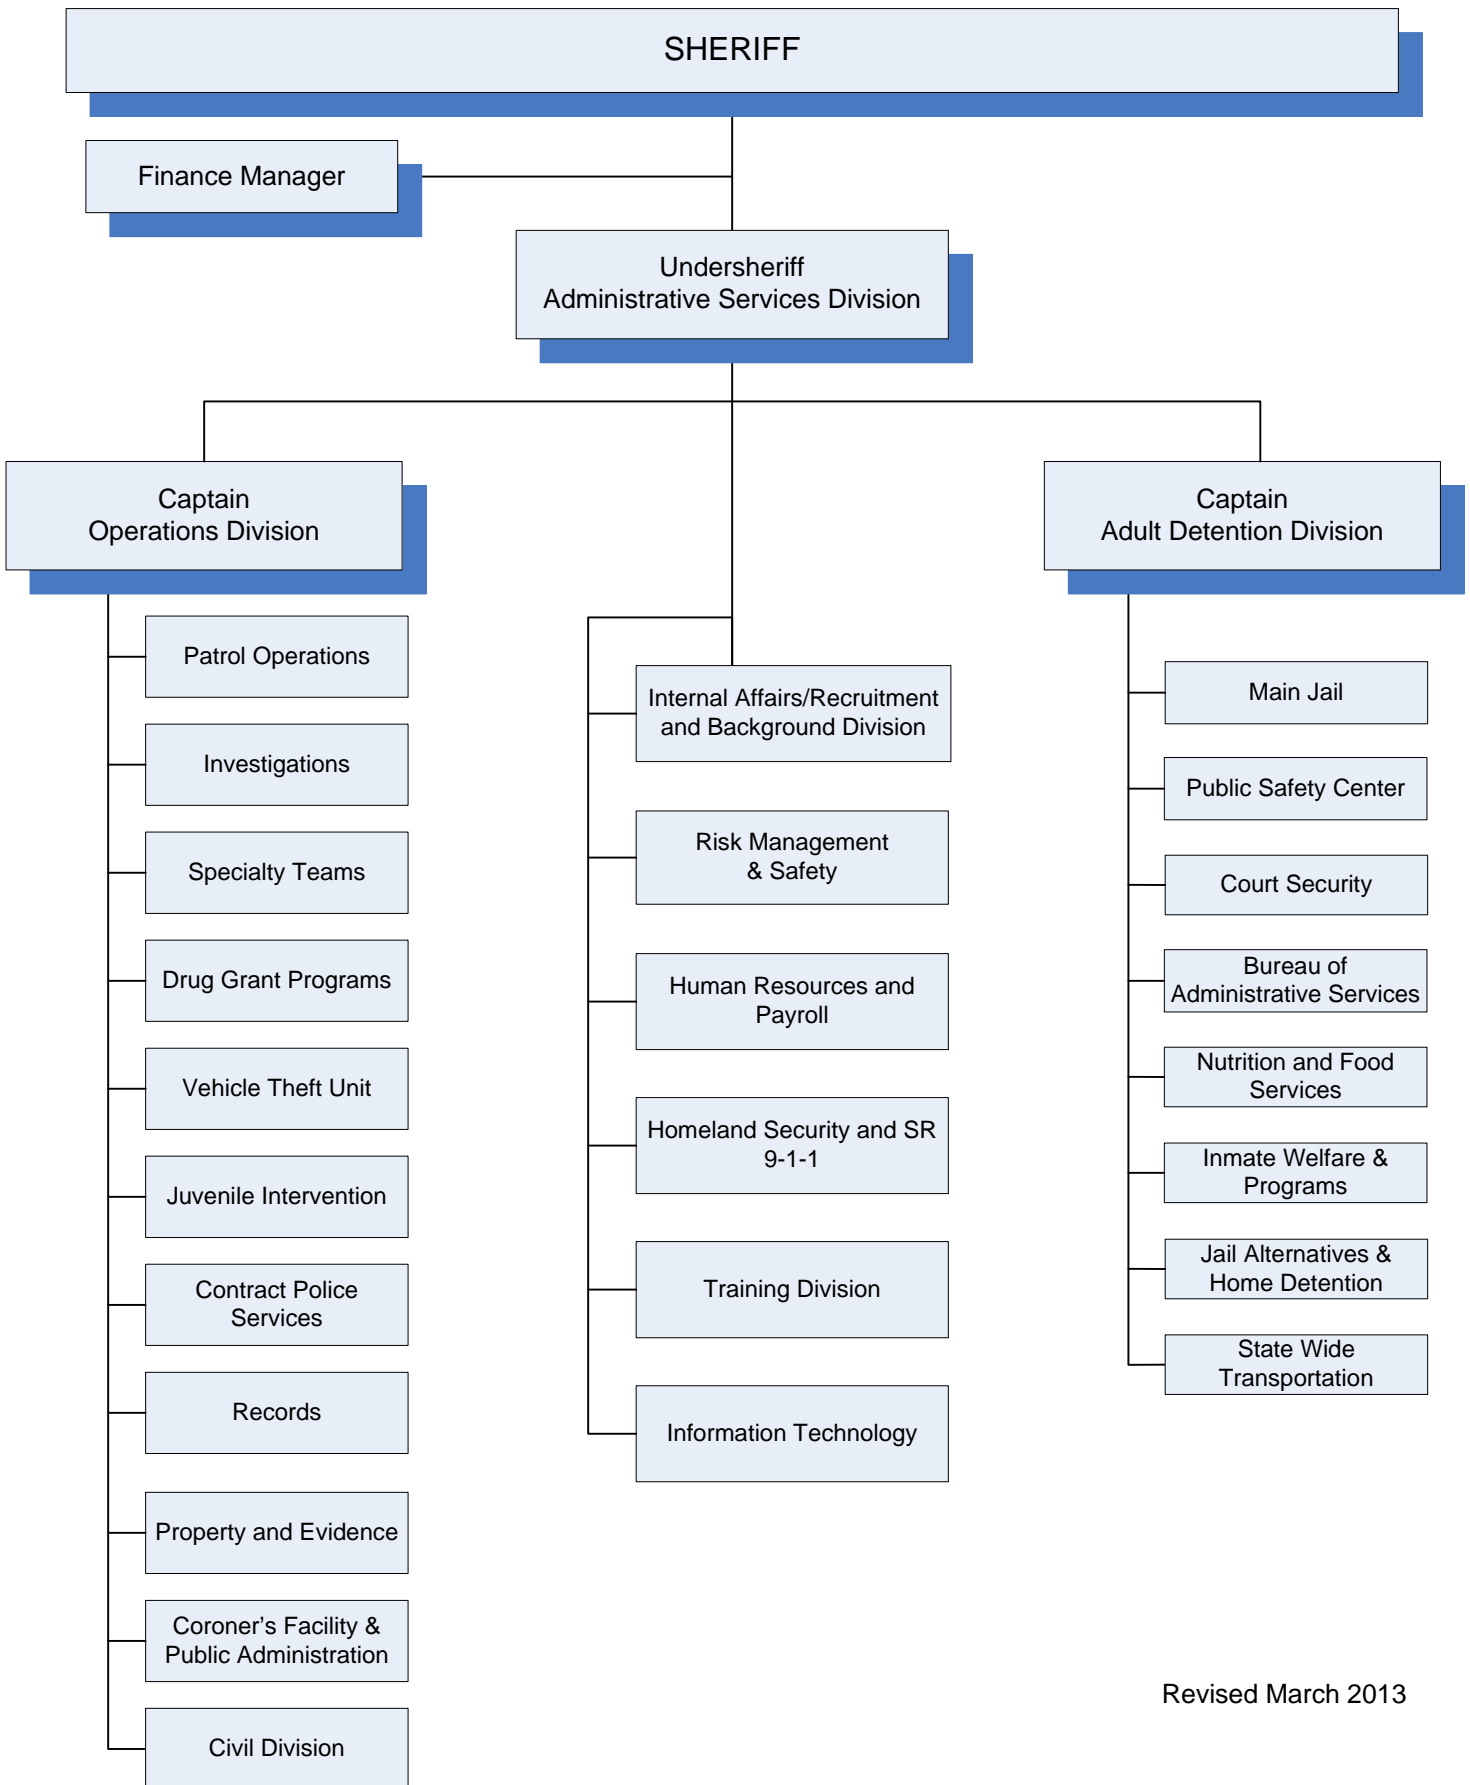 SHERIFF
Finance Manager
Undersheriff
Administrative Services Division
Captain
Operations Division
Patrol Operations
Investigations
Specialty Teams
Drug Grant Programs
Vehicle Theft Unit
Juvenile Intervention
Contract Police
Services
Records
Property and Evidence
Coroner’s Facility &
Public Administration
Civil Division
Internal Affairs/Recruitment
and Background Division
Risk Management
& Safety
Human Resources and
Payroll
Homeland Security and SR
9-1-1
Training Division
Information Technology
Captain
Adult Detention Division
Main Jail
Public Safety Center
Court Security
Bureau of
Administrative Services
Nutrition and Food
Services
Inmate Welfare &
Programs
Jail Alternatives &
Home Detention
State Wide
Transportation
Revised March 2013